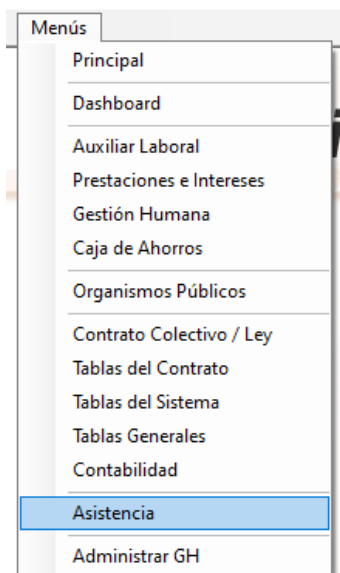 Menús
Principal
Dashboard
Auxiliar Laboral
Prestaciones e Intereses
Gestión Humana
Caja de Ahorros
Organismos Públicos
Contrato Colectivo / Ley
Tablas del Contrato
Tablas del Sistema
Tablas Generales
Contabilidad
Asistencia
Administrar GH